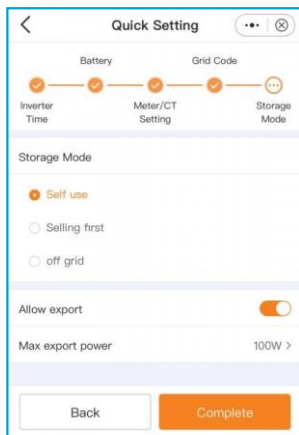 Quick Setting
Battery
Grid Code
Inverter
Time
Meter/CT
Setting
Storage
Mode
Storage Mode
Self use
Selling first
off grid
Allow export
Max export power
100W >
Back
Complete